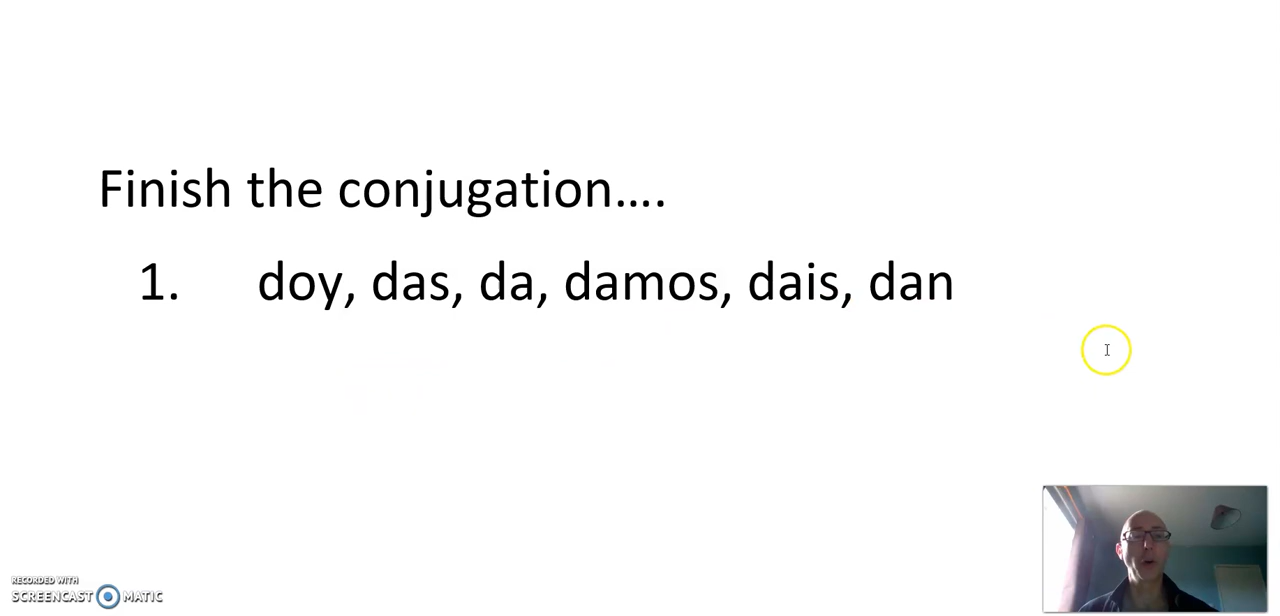 Finish the conjugation....
1. doy, das, da, damos, dais, dan
RECORDED WITH
SCREENCAST MATIC